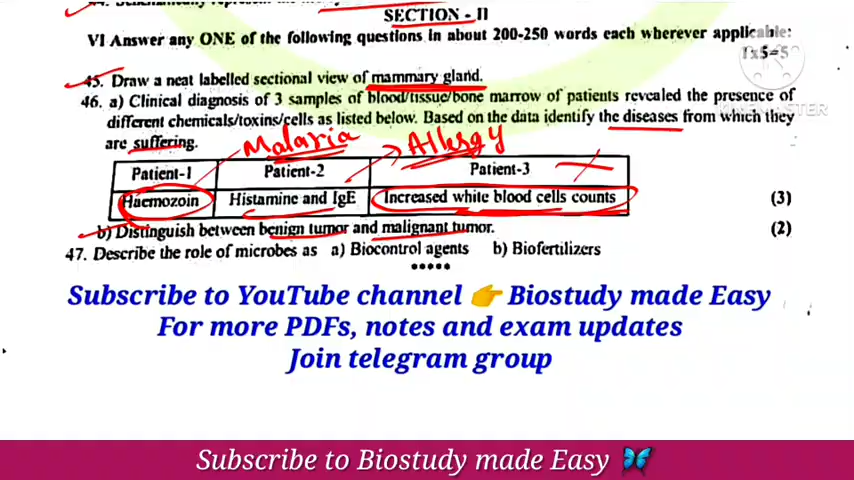 SECTION - II
VI Answer any ONE of the following questions in about 200-250 words each wherever applicable:
1x5=5
45. Draw a neat labelled sectional view of mammary gland.
46. a) Clinical diagnosis of 3 samples of blood/tissue/bone marrow of patients revealed the presence of
different chemicals/toxins/cells as listed below. Based on the data identify the diseases from which they
are suffering.
Malaria
Allergy
Patient-1 Patient-2 Patient-3
Haemozoin Histamine and IgE Increased white blood cells counts (3)
b) Distinguish between benign tumor and malignant tumor. (2)
47. Describe the role of microbes as a) Biocontrol agents b) Biofertilizers
*****
Subscribe to YouTube channel 👉 Biostudy made Easy
For more PDFs, notes and exam updates
Join telegram group
Subscribe to Biostudy made Easy 🦋